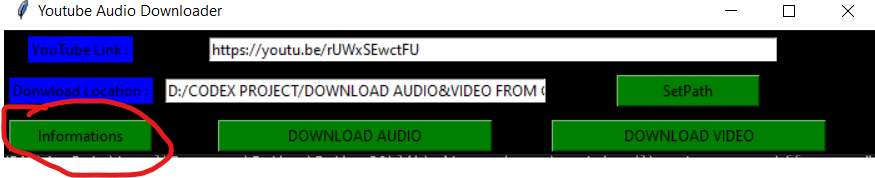 Youtube Audio Downloader
YouTube Link :
https://youtu.be/rUWxSEwctFU
Donwload Location :
D:/CODEX PROJECT/DOWNLOAD AUDIO&VIDEO FROM
SetPath
Informations
DOWNLOAD AUDIO
DOWNLOAD VIDEO